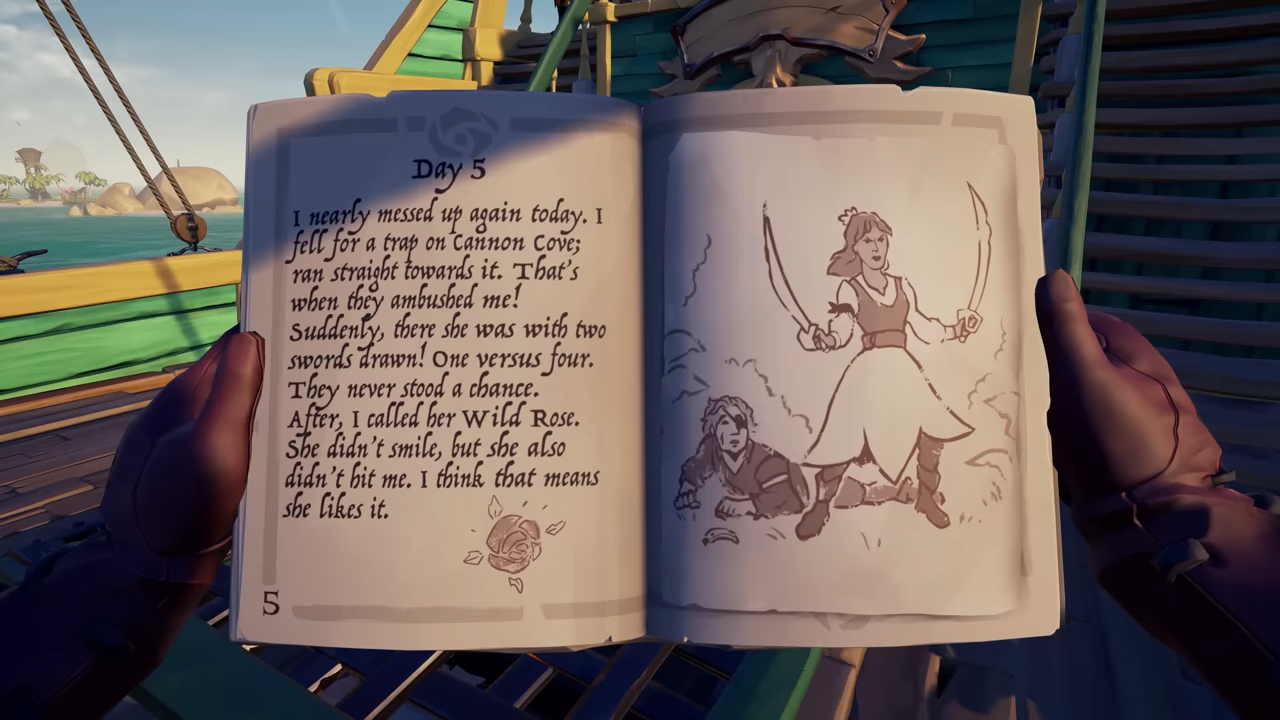 Day 5
I nearly messed up again today. I
fell for a trap on Cannon Cove;
ran straight towards it. That's
when they ambushed me!
Suddenly, there she was with two
swords drawn! One versus four.
They never stood a chance.
After, I called her Wild Rose.
She didn't smile, but she also
didn't hit me. I think that means
she likes it.
5